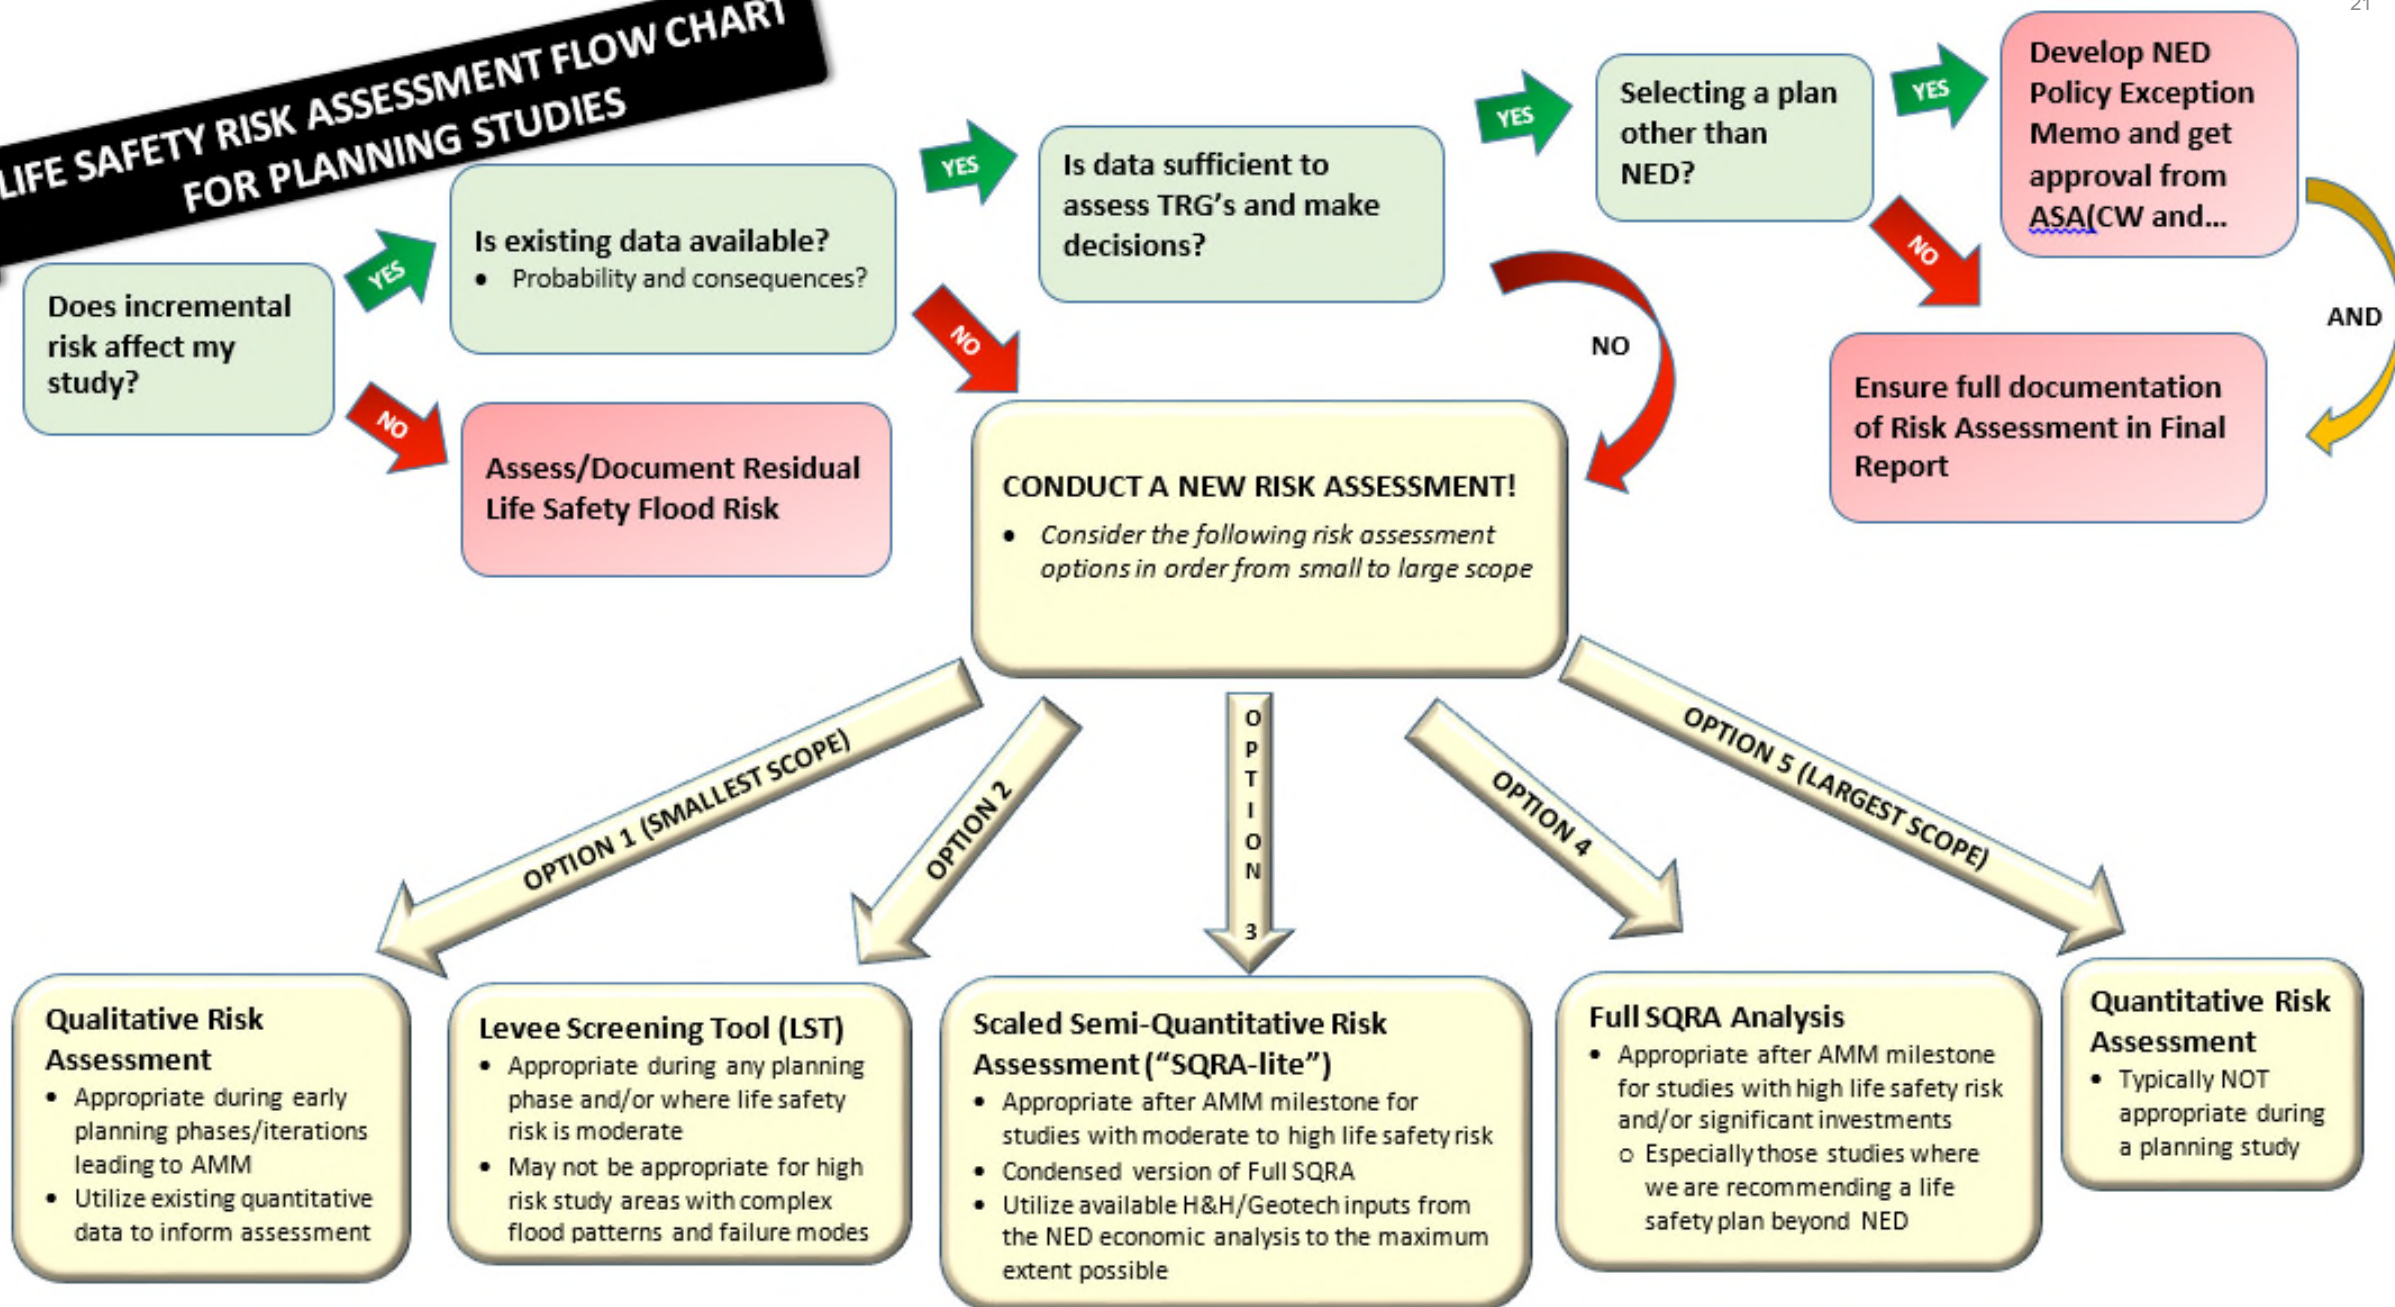 21
LIFE SAFETY RISK ASSESSMENT FLOW CHART
FOR PLANNING STUDIES
Does incremental
risk affect my
study?
YES
NO
Is existing data available?
• Probability and consequences?
Assess/Document Residual
Life Safety Flood Risk
YES
NO
Is data sufficient to
assess TRG's and make
decisions?
YES
NO
Selecting a plan
other than
NED?
YES
NO
Develop NED
Policy Exception
Memo and get
approval from
ASA(CW and...
AND
Ensure full documentation
of Risk Assessment in Final
Report
CONDUCT A NEW RISK ASSESSMENT!
• Consider the following risk assessment
options in order from small to large scope
OPTION 1 (SMALLEST SCOPE)
OPTION 2
OPTION 3
OPTION 4
OPTION 5 (LARGEST SCOPE)
Qualitative Risk
Assessment
• Appropriate during early
planning phases/iterations
leading to AMM
• Utilize existing quantitative
data to inform assessment
Levee Screening Tool (LST)
• Appropriate during any planning
phase and/or where life safety
risk is moderate
• May not be appropriate for high
risk study areas with complex
flood patterns and failure modes
Scaled Semi-Quantitative Risk
Assessment (“SQRA-lite”)
• Appropriate after AMM milestone for
studies with moderate to high life safety risk
• Condensed version of Full SQRA
• Utilize available H&H/Geotech inputs from
the NED economic analysis to the maximum
extent possible
Full SQRA Analysis
• Appropriate after AMM milestone
for studies with high life safety risk
and/or significant investments
o Especially those studies where
we are recommending a life
safety plan beyond NED
Quantitative Risk
Assessment
• Typically NOT
appropriate during
a planning study